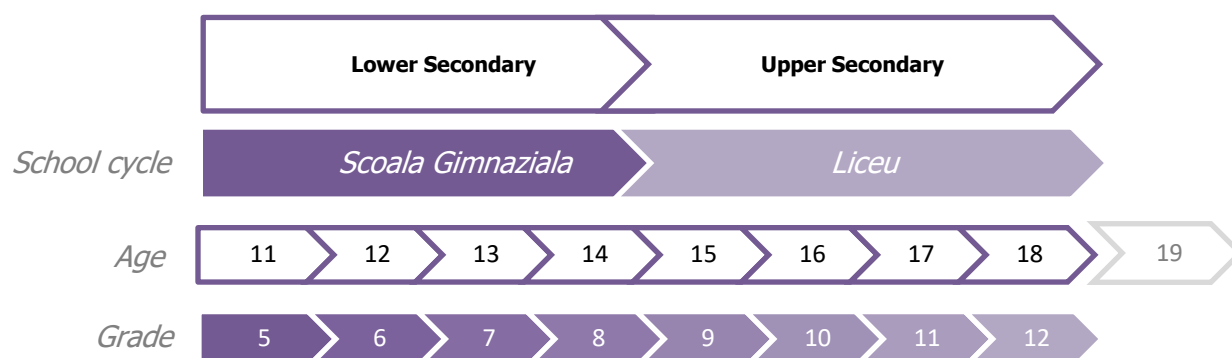 Lower Secondary Upper Secondary
School cycle Scoala Gimnaziala Liceu
Age 11 12 13 14 15 16 17 18 19
Grade 5 6 7 8 9 10 11 12